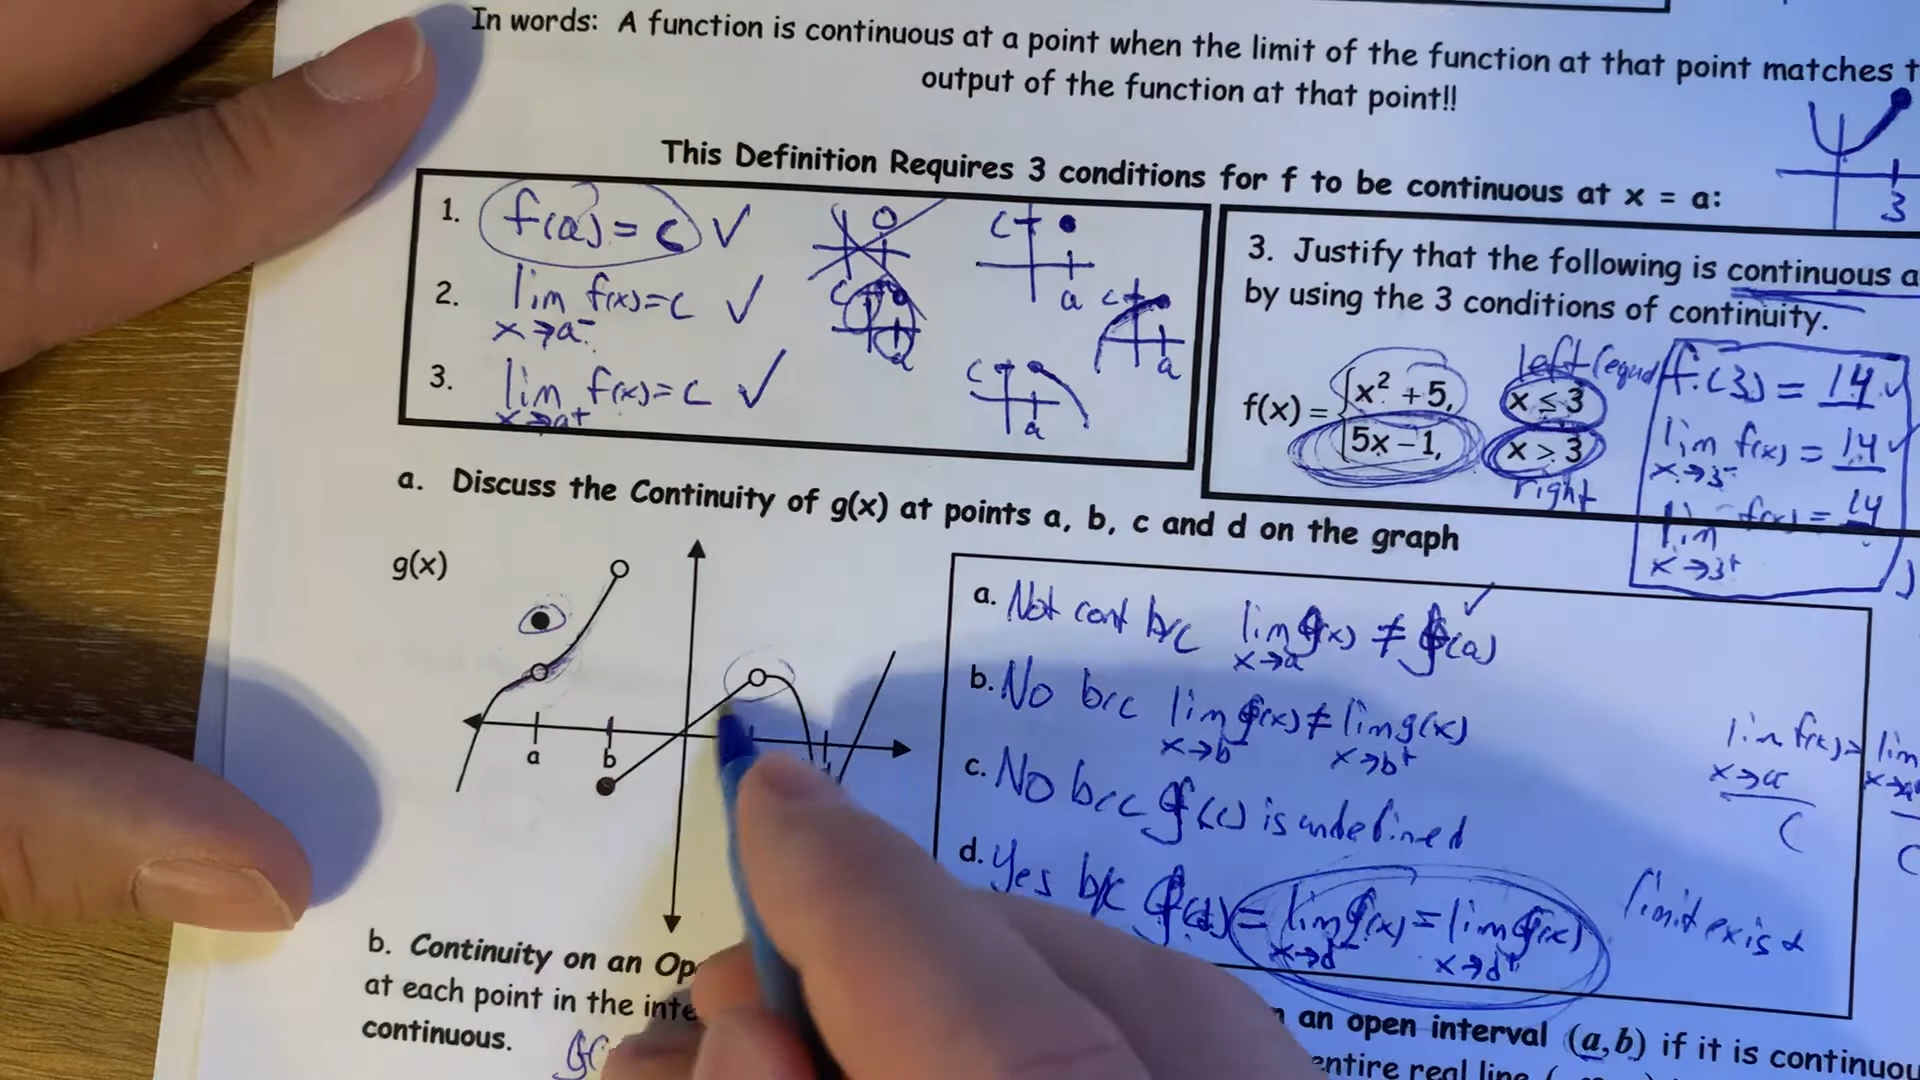 In words: A function is continuous at a point when the limit of the function at that point matches t
output of the function at that point!!
3
This Definition Requires 3 conditions for f to be continuous at x = a:
1. f(a) = c ✓
2. lim f(x) = c ✓
x→a⁻
3. lim f(x) = c ✓
x→a⁺
c a
c a
c a
c a
3. Justify that the following is continuous a
by using the 3 conditions of continuity.
f(x) = { x² + 5, x ≤ 3
5x − 1, x > 3
left (equal
right
f(3) = 14 ✓
lim f(x) = 14 ✓
x→3⁻
lim f(x) = 14
x→3⁺
a. Discuss the Continuity of g(x) at points a, b, c and d on the graph
g(x)
a b
a. Not cont b/c lim g(x) ≠ g(a) ✓
x→a
b. No b/c lim g(x) ≠ lim g(x)
x→b⁻ x→b⁺
c. No b/c g(c) is undefined
d. Yes b/c g(d) = lim g(x) = lim g(x)
x→d⁻ x→d⁺
limit exist
lim f(x) = lim
x→a⁻ x→a
c c
b. Continuity on an Op
at each point in the inte
continuous.
n an open interval (a,b) if it is continuou
entire real line